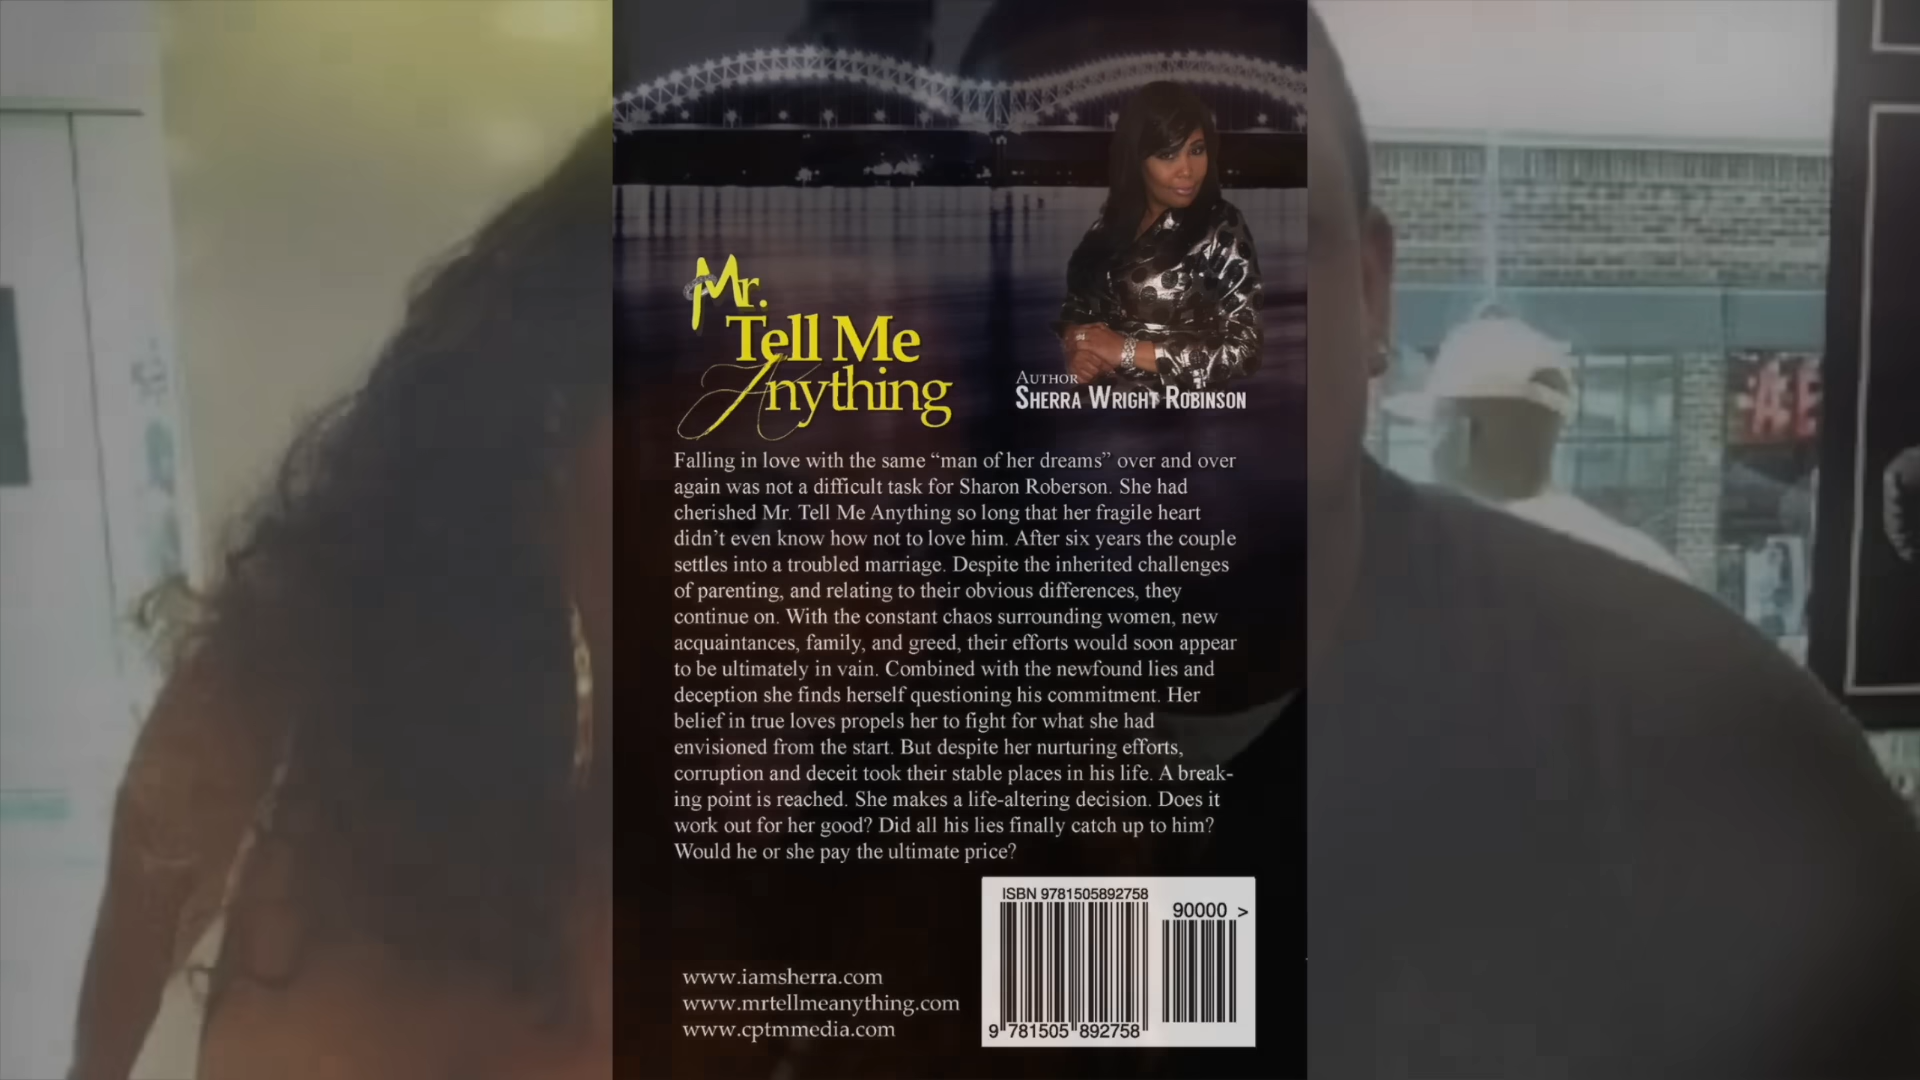 Mr.
Tell Me
Anything
AUTHOR
SHERRA WRIGHT ROBINSON
Falling in love with the same “man of her dreams” over and over
again was not a difficult task for Sharon Roberson. She had
cherished Mr. Tell Me Anything so long that her fragile heart
didn’t even know how not to love him. After six years the couple
settles into a troubled marriage. Despite the inherited challenges
of parenting, and relating to their obvious differences, they
continue on. With the constant chaos surrounding women, new
acquaintances, family, and greed, their efforts would soon appear
to be ultimately in vain. Combined with the newfound lies and
deception she finds herself questioning his commitment. Her
belief in true loves propels her to fight for what she had
envisioned from the start. But despite her nurturing efforts,
corruption and deceit took their stable places in his life. A break-
ing point is reached. She makes a life-altering decision. Does it
work out for her good? Did all his lies finally catch up to him?
Would he or she pay the ultimate price?
ISBN 9781505892758
90000 >
9 781505 892758
www.iamsherra.com
www.mrtellmeanything.com
www.cptmmedia.com